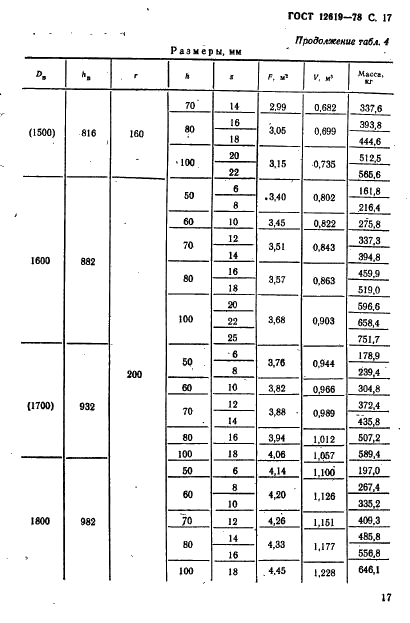 ГОСТ 12619—78 С. 17
Продолжение табл. 4
Размеры, мм
Dв hв r h s F, м² V, м³ Масса, кг
(1500) 816 160 70 14 2,99 0,682 337,6
80 16 3,05 0,699 393,8
18 444,6
100 20 3,15 0,735 512,5
22 565,6
1600 882 200 50 6 3,40 0,802 161,8
8 216,4
60 10 3,45 0,822 275,8
70 12 3,51 0,843 337,3
14 394,8
80 16 3,57 0,863 459,9
18 519,0
100 20 3,68 0,903 596,6
22 658,4
25 751,7
(1700) 932 50 6 3,76 0,944 178,9
8 239,4
60 10 3,82 0,966 304,8
70 12 3,88 0,989 372,4
14 435,8
80 16 3,94 1,012 507,2
100 18 4,06 1,057 589,4
1800 982 50 6 4,14 1,100 197,0
60 8 4,20 1,126 267,4
10 335,2
70 12 4,26 1,151 409,3
80 14 4,33 1,177 485,8
16 556,8
100 18 4,45 1,228 646,1
17